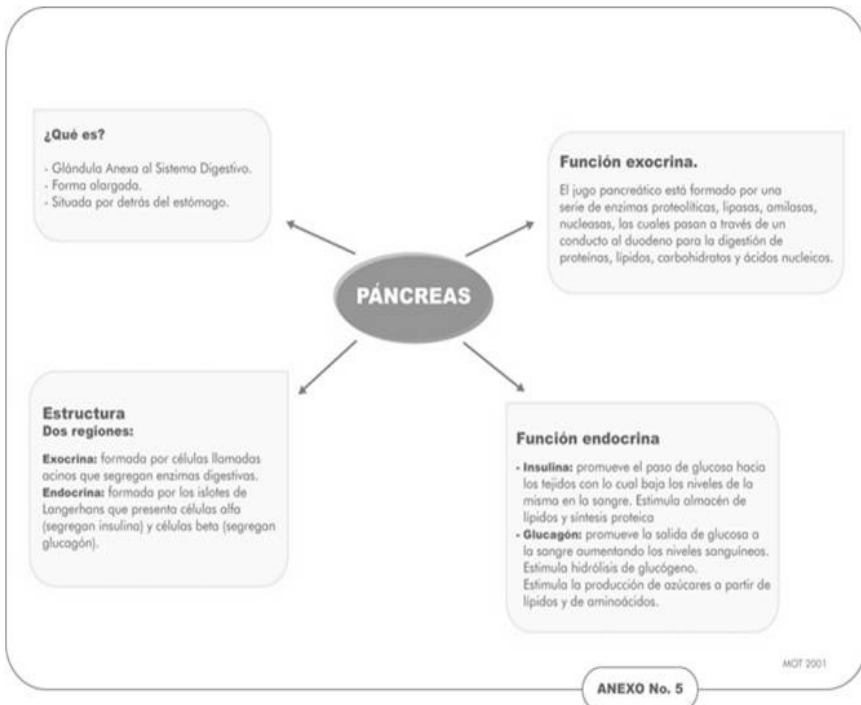 ¿Qué es?
- Glándula Anexa al Sistema Digestivo.
- Forma alargada.
- Situada por detrás del estómago.
Función exocrina.
El jugo pancreático está formado por una
serie de enzimas proteolíticas, lipasas, amilasas,
nucleasas, las cuales pasan a través de un
conducto al duodeno para la digestión de
proteínas, lípidos, carbohidratos y ácidos nucleicos.
PÁNCREAS
Estructura
Dos regiones:
Exocrina: formada por células llamadas
acinos que segregan enzimas digestivas.
Endocrina: formada por los islotes de
Langerhans que presenta células alfa
(segregan insulina) y células beta (segregan
glucagón).
Función endocrina
- Insulina: promueve el paso de glucosa hacia
los tejidos con lo cual baja los niveles de la
misma en la sangre. Estimula almacén de
lípidos y síntesis proteica
- Glucagón: promueve la salida de glucosa a
la sangre aumentando los niveles sanguíneos.
Estimula hidrólisis de glucógeno.
Estimula la producción de azúcares a partir de
lípidos y de aminoácidos.
MOT 2001
ANEXO No. 5